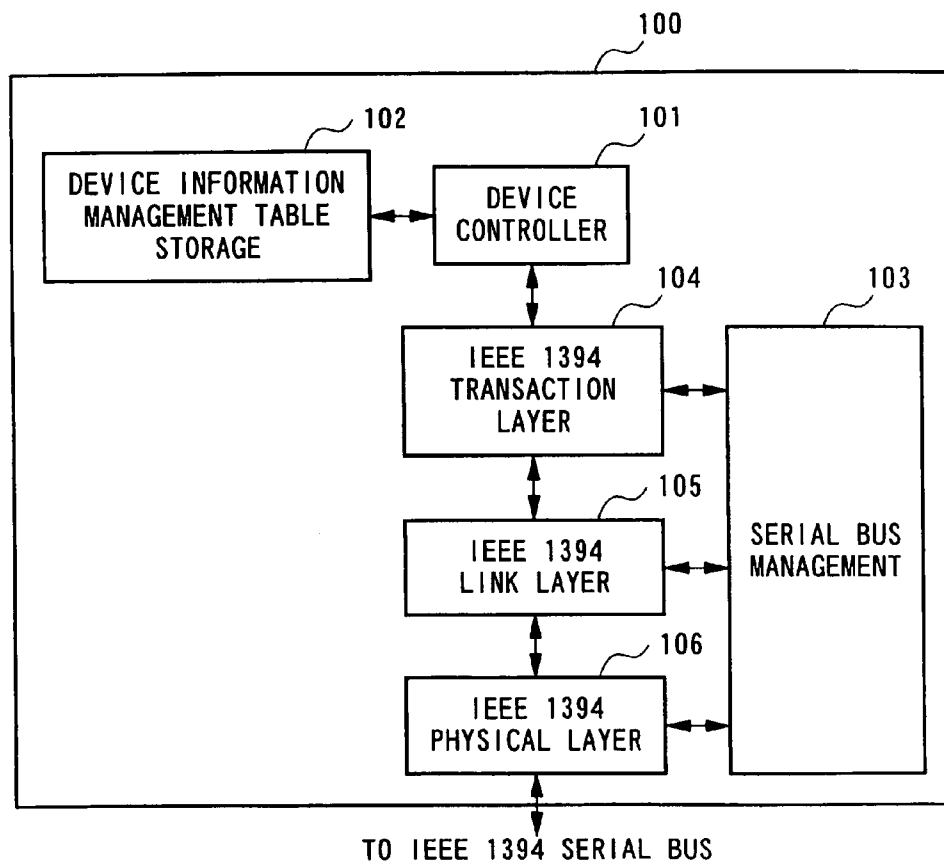 100
102
101
DEVICE INFORMATION
MANAGEMENT TABLE
STORAGE
DEVICE
CONTROLLER
104
103
IEEE 1394
TRANSACTION
LAYER
105
IEEE 1394
LINK LAYER
SERIAL BUS
MANAGEMENT
106
IEEE 1394
PHYSICAL LAYER
TO IEEE 1394 SERIAL BUS